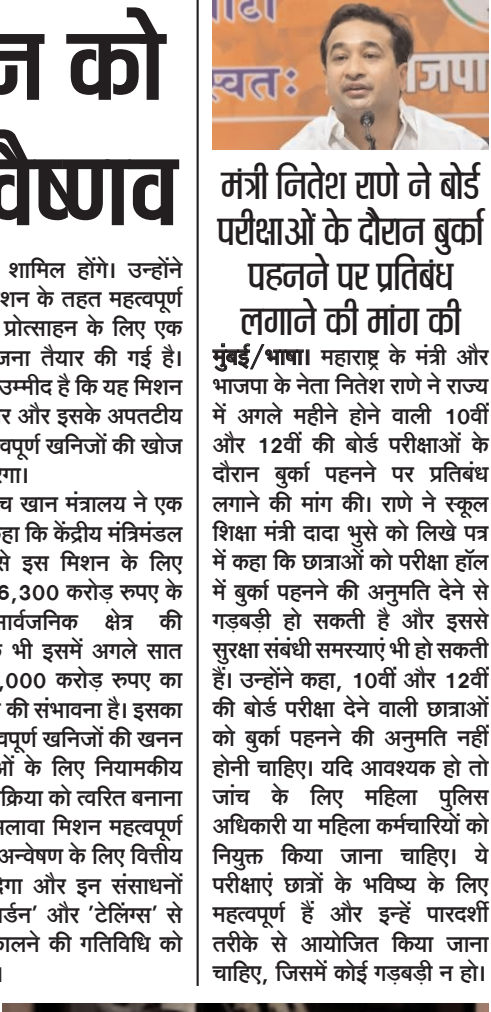 न को
वैष्णव
शामिल होंगे। उन्होंने
शन के तहत महत्वपूर्ण
प्रोत्साहन के लिए एक
जना तैयार की गई है।
उम्मीद है कि यह मिशन
र और इसके अपतटीय
वपूर्ण खनिजों की खोज
रेगा।
च खान मंत्रालय ने एक
हा कि केंद्रीय मंत्रिमंडल
से इस मिशन के लिए
6,300 करोड़ रुपए के
सार्वजनिक क्षेत्र की
भी इसमें अगले सात
,000 करोड़ रुपए का
की संभावना है। इसका
वपूर्ण खनिजों की खनन
ओं के लिए नियामकीय
क्रिया को त्वरित बनाना
अलावा मिशन महत्वपूर्ण
अन्वेषण के लिए वित्तीय
देगा और इन संसाधनों
र्डन’ और ’टेलिंग्स’ से
कालने की गतिविधि को
।
स्वतः
भाजपा
मंत्री नितेश राणे ने बोर्ड
परीक्षाओं के दौरान बुर्का
पहनने पर प्रतिबंध
लगाने की मांग की
मुंबई/भाषा। महाराष्ट्र के मंत्री और
भाजपा के नेता नितेश राणे ने राज्य
में अगले महीने होने वाली 10वीं
और 12वीं की बोर्ड परीक्षाओं के
दौरान बुर्का पहनने पर प्रतिबंध
लगाने की मांग की। राणे ने स्कूल
शिक्षा मंत्री दादा भुसे को लिखे पत्र
में कहा कि छात्राओं को परीक्षा हॉल
में बुर्का पहनने की अनुमति देने से
गड़बड़ी हो सकती है और इससे
सुरक्षा संबंधी समस्याएं भी हो सकती
हैं। उन्होंने कहा, 10वीं और 12वीं
की बोर्ड परीक्षा देने वाली छात्राओं
को बुर्का पहनने की अनुमति नहीं
होनी चाहिए। यदि आवश्यक हो तो
जांच के लिए महिला पुलिस
अधिकारी या महिला कर्मचारियों को
नियुक्त किया जाना चाहिए। ये
परीक्षाएं छात्रों के भविष्य के लिए
महत्वपूर्ण हैं और इन्हें पारदर्शी
तरीके से आयोजित किया जाना
चाहिए, जिसमें कोई गड़बड़ी न हो।